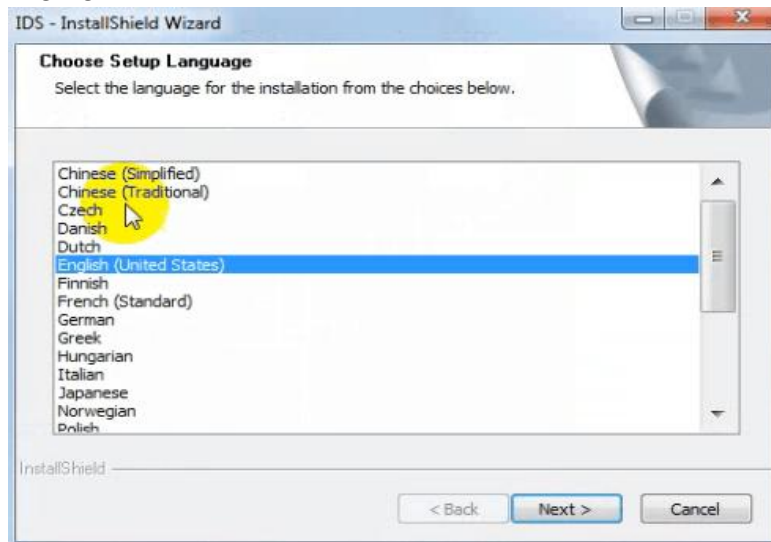 IDS - InstallShield Wizard
Choose Setup Language
Select the language for the installation from the choices below.
Chinese (Simplified)
Chinese (Traditional)
Czech
Danish
Dutch
English (United States)
Finnish
French (Standard)
German
Greek
Hungarian
Italian
Japanese
Norwegian
Polish
InstallShield
< Back Next > Cancel